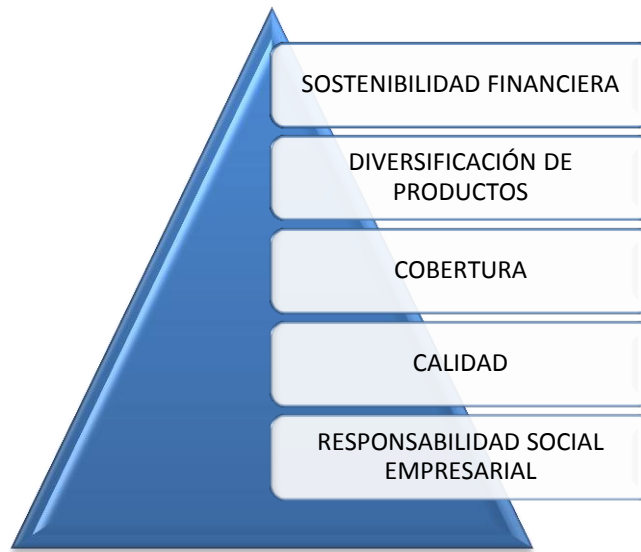 SOSTENIBILIDAD FINANCIERA
DIVERSIFICACIÓN DE
PRODUCTOS
COBERTURA
CALIDAD
RESPONSABILIDAD SOCIAL
EMPRESARIAL